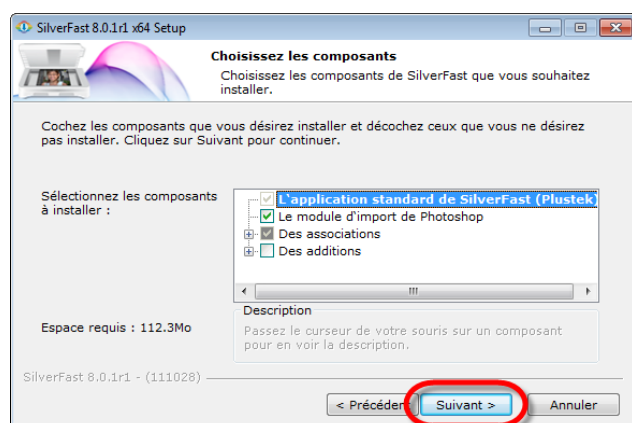 SilverFast 8.0.1r1 x64 Setup
Choisissez les composants
Choisissez les composants de SilverFast que vous souhaitez
installer.
Cochez les composants que vous désirez installer et décochez ceux que vous ne désirez
pas installer. Cliquez sur Suivant pour continuer.
Sélectionnez les composants
à installer :
L'application standard de SilverFast (Plustek)
Le module d'import de Photoshop
Des associations
Des additions
Espace requis : 112.3Mo
Description
Passez le curseur de votre souris sur un composant
pour en voir la description.
SilverFast 8.0.1r1 - (111028)
< Précédent
Suivant >
Annuler